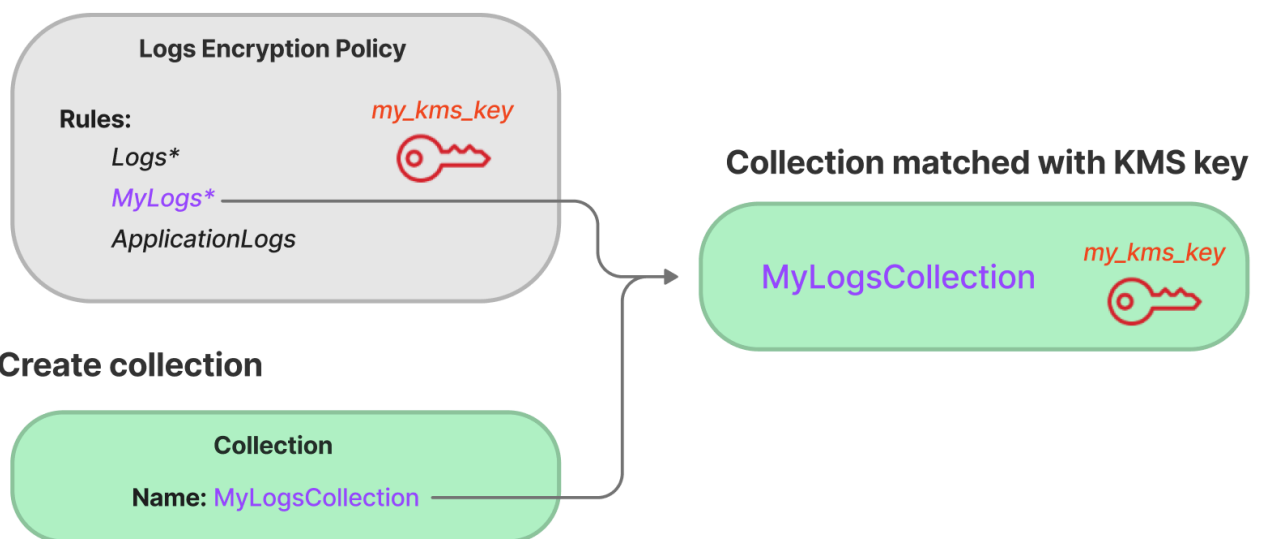 Logs Encryption Policy
Rules:
my_kms_key
Logs*
MyLogs*
ApplicationLogs
Collection matched with KMS key
MyLogsCollection
my_kms_key
Create collection
Collection
Name: MyLogsCollection